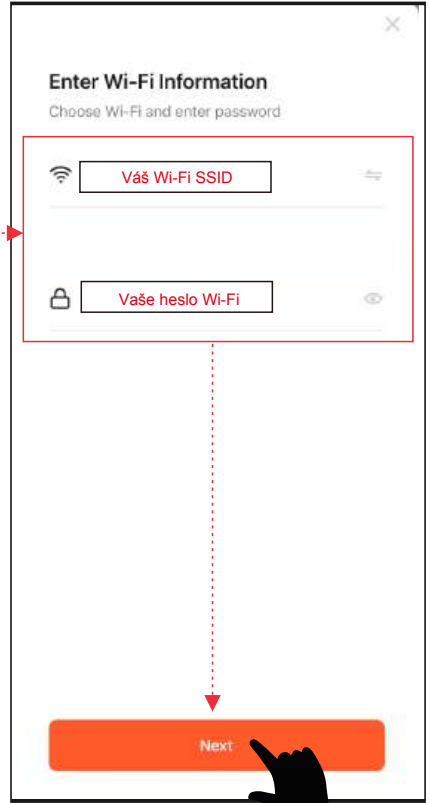 Enter Wi-Fi Information
Choose Wi-Fi and enter password
Váš Wi-Fi SSID
Vaše heslo Wi-Fi
Next